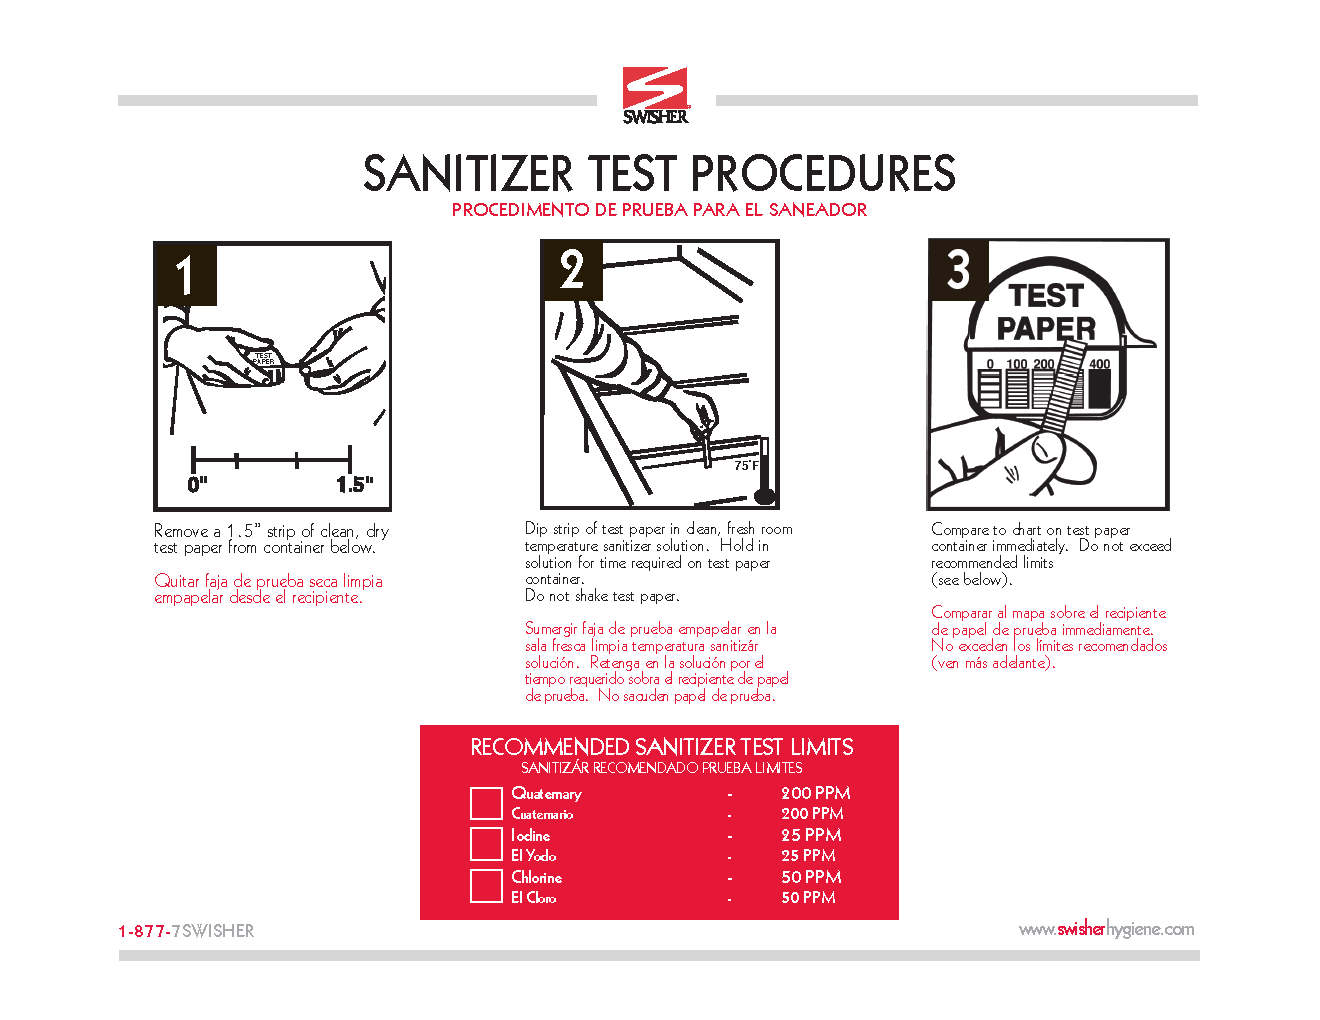 SWISHER
SANITIZER TEST PROCEDURES
PROCEDIMENTO DE PRUEBA PARA EL SANEADOR
1
TEST
PAPER
0" 1.5"
Remove a 1.5” strip of clean, dry
test paper from container below.
Quitar faja de prueba seca limpia
empapelar desde el recipiente.
2
75°F
Dip strip of test paper in clean, fresh room
temperature sanitizer solution. Hold in
solution for time required on test paper
container.
Do not shake test paper.
Sumergir faja de prueba empapelar en la
sala fresca limpia temperatura sanitizár
solución. Retenga en la solución por el
tiempo requerido sobra el recipiente de papel
de prueba. No sacuden papel de prueba.
3
TEST
PAPER
0 100 200 400
Compare to chart on test paper
container immediately. Do not exceed
recommended limits
(see below).
Comparar al mapa sobre el recipiente
de papel de prueba immediamente.
No exceden los límites recomendados
(ven más adelante).
RECOMMENDED SANITIZER TEST LIMITS
SANITIZÁR RECOMENDADO PRUEBA LIMITES
Quaternary - 200 PPM
Cuaternario - 200 PPM
Iodine - 25 PPM
El Yodo - 25 PPM
Chlorine - 50 PPM
El Cloro - 50 PPM
1-877-7SWISHER
www.swisherhygiene.com